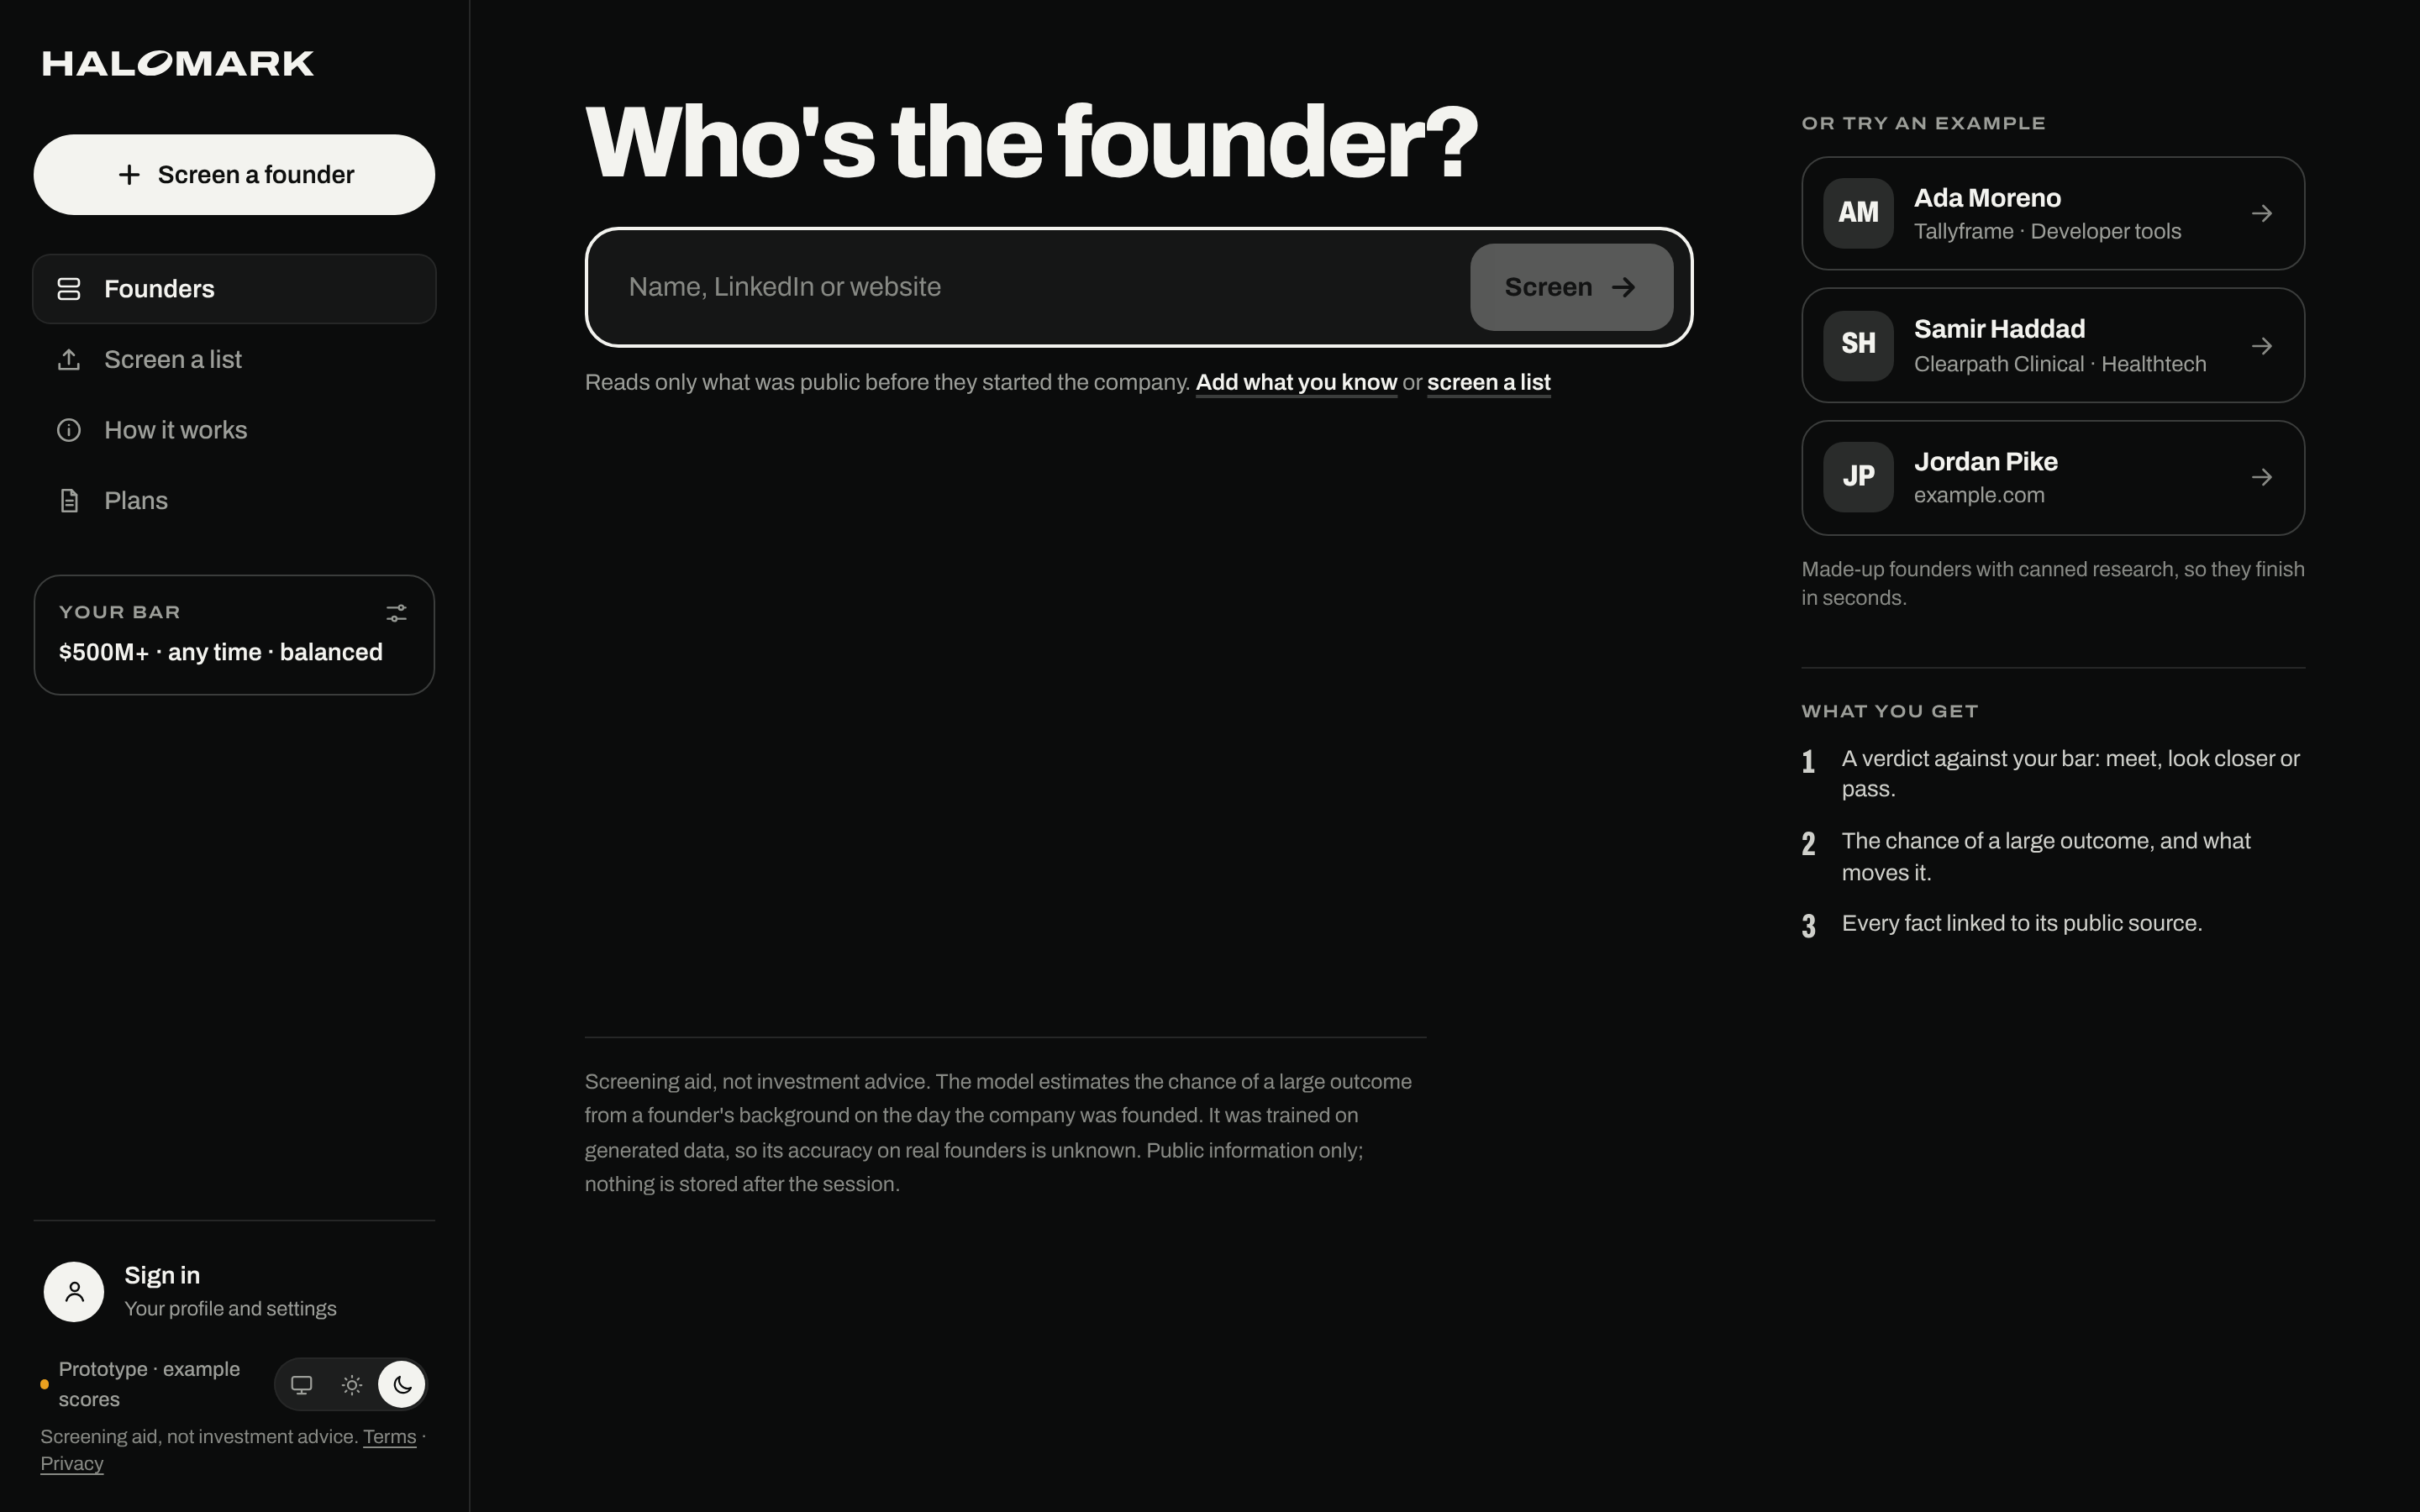 HALOMARK
Screen a founder
Founders
Screen a list
How it works
Plans
YOUR BAR
$500M+ · any time · balanced
Sign in
Your profile and settings
Prototype · example
scores
Screening aid, not investment advice. Terms ·
Privacy
Who's the founder?
Name, LinkedIn or website
Screen
Reads only what was public before they started the company. Add what you know or screen a list
Screening aid, not investment advice. The model estimates the chance of a large outcome
from a founder's background on the day the company was founded. It was trained on
generated data, so its accuracy on real founders is unknown. Public information only;
nothing is stored after the session.
OR TRY AN EXAMPLE
AM
Ada Moreno
Tallyframe · Developer tools
SH
Samir Haddad
Clearpath Clinical · Healthtech
JP
Jordan Pike
example.com
Made-up founders with canned research, so they finish
in seconds.
WHAT YOU GET
1 A verdict against your bar: meet, look closer or
pass.
2 The chance of a large outcome, and what
moves it.
3 Every fact linked to its public source.